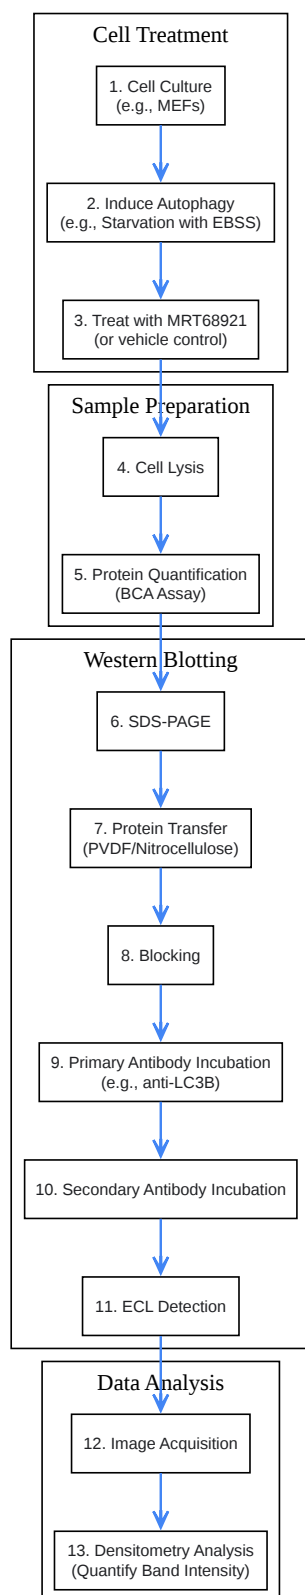 Cell Treatment
1. Cell Culture
(e.g., MEFs)
2. Induce Autophagy
(e.g., Starvation with EBSS)
3. Treat with MRT68921
(or vehicle control)
Sample Preparation
4. Cell Lysis
5. Protein Quantification
(BCA Assay)
Western Blotting
6. SDS-PAGE
7. Protein Transfer
(PVDF/Nitrocellulose)
8. Blocking
9. Primary Antibody Incubation
(e.g., anti-LC3B)
10. Secondary Antibody Incubation
11. ECL Detection
Data Analysis
12. Image Acquisition
13. Densitometry Analysis
(Quantify Band Intensity)